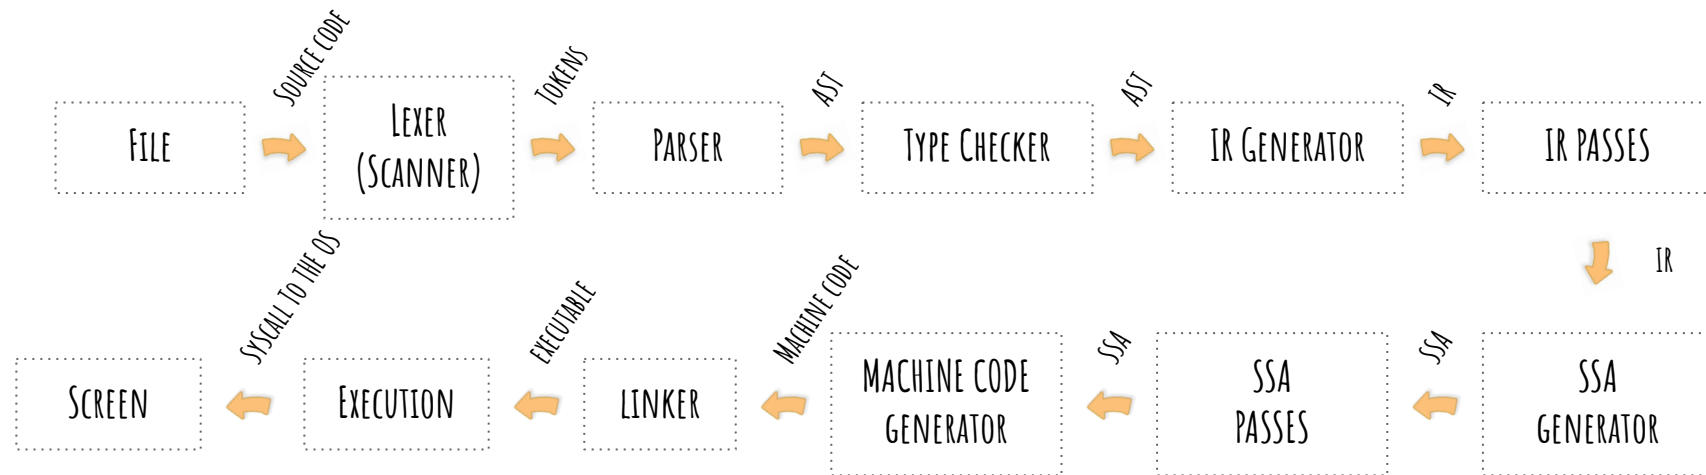 Source code
Tokens
AST
AST
IR
File
Lexer
(Scanner)
Parser
Type Checker
IR Generator
IR passes
IR
Syscall To the OS
executable
Machine code
SSA
SSA
Screen
Execution
linker
Machine code
generator
SSA
passes
SSA
generator